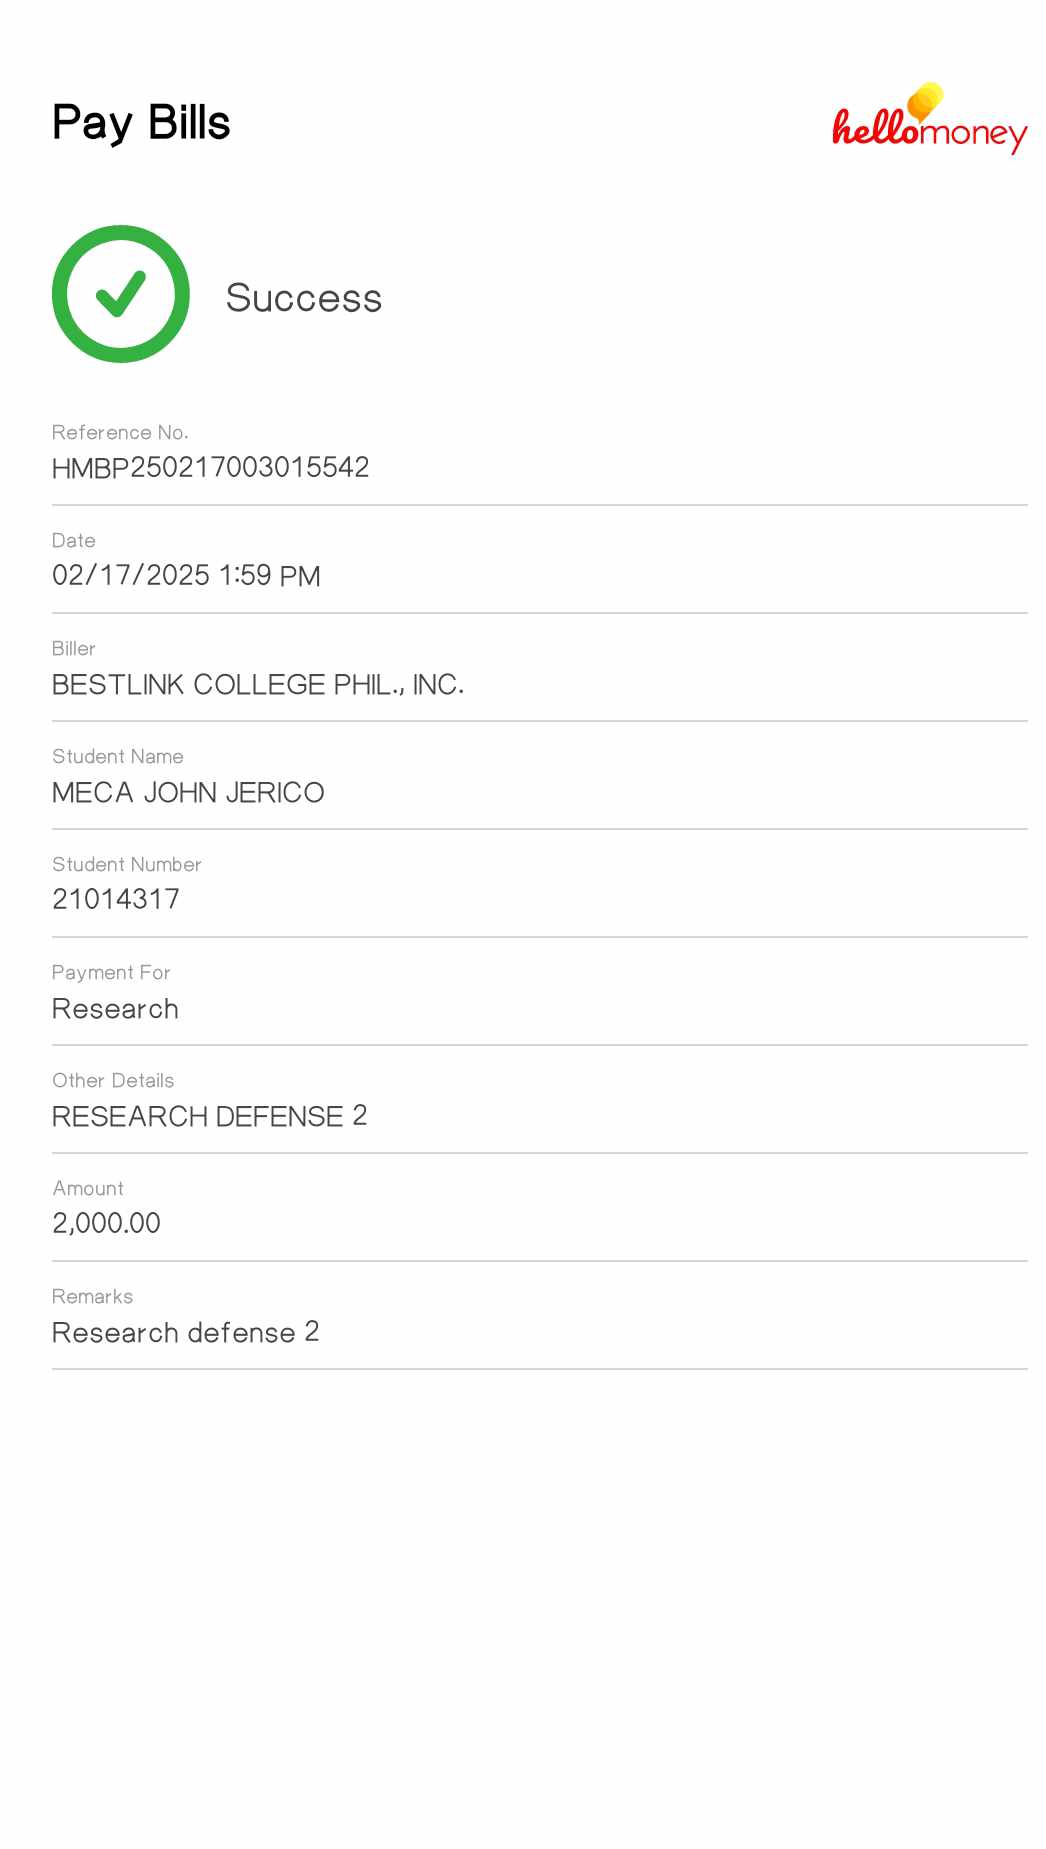 Pay Bills
hellomoney
Success
Reference No.
HMBP250217003015542
Date
02/17/2025 1:59 PM
Biller
BESTLINK COLLEGE PHIL., INC.
Student Name
MECA JOHN JERICO
Student Number
21014317
Payment For
Research
Other Details
RESEARCH DEFENSE 2
Amount
2,000.00
Remarks
Research defense 2